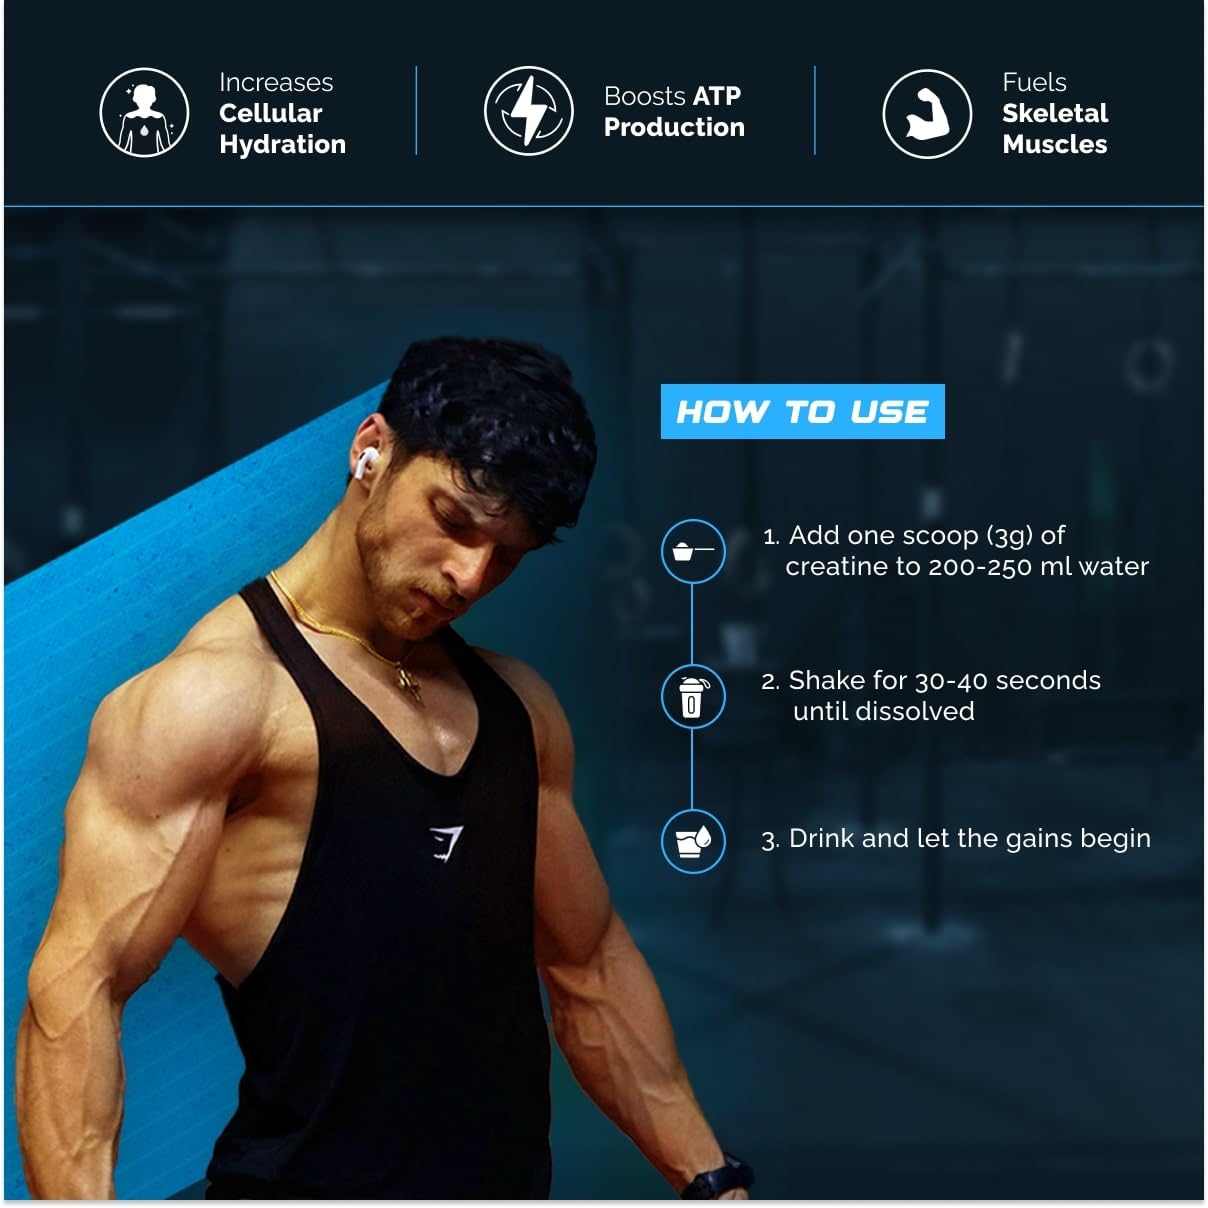 Increases
Cellular
Hydration
Boosts ATP
Production
Fuels
Skeletal
Muscles
HOW TO USE
1. Add one scoop (3g) of
creatine to 200-250 ml water
2. Shake for 30-40 seconds
until dissolved
3. Drink and let the gains begin